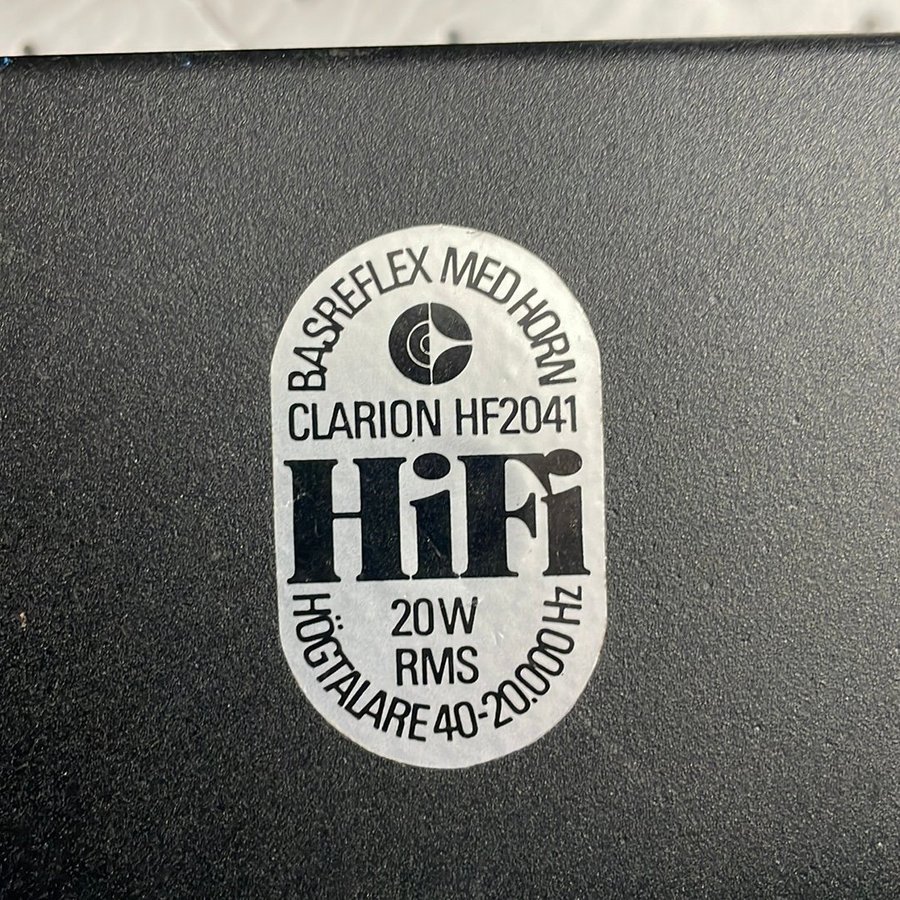 BASREFLEX MED HORN
CLARION HF2041
HiFi
20W
RMS
HÖGTALARE 40-20.000 Hz